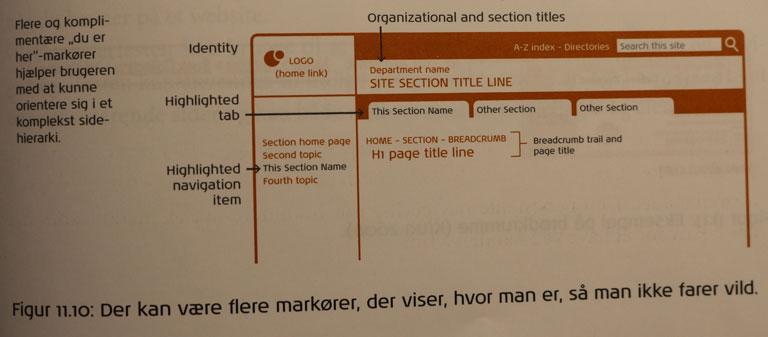 Flere og kompli-
mentære „du er
her"-markører
hjælper brugeren
med at kunne
orientere sig i et
komplekst side-
hierarki.
Organizational and section titles
Identity
LOGO
(home link)
A-Z index - Directories
Search this site
Department name
SITE SECTION TITLE LINE
Highlighted
tab
This Section Name
Other Section
Other Section
Section home page
Second topic
This Section Name
Fourth topic
HOME - SECTION - BREADCRUMB
H1 page title line
Breadcrumb trail and
page title
Highlighted
navigation
item
Figur 11.10: Der kan være flere markører, der viser, hvor man er, så man ikke farer vild.